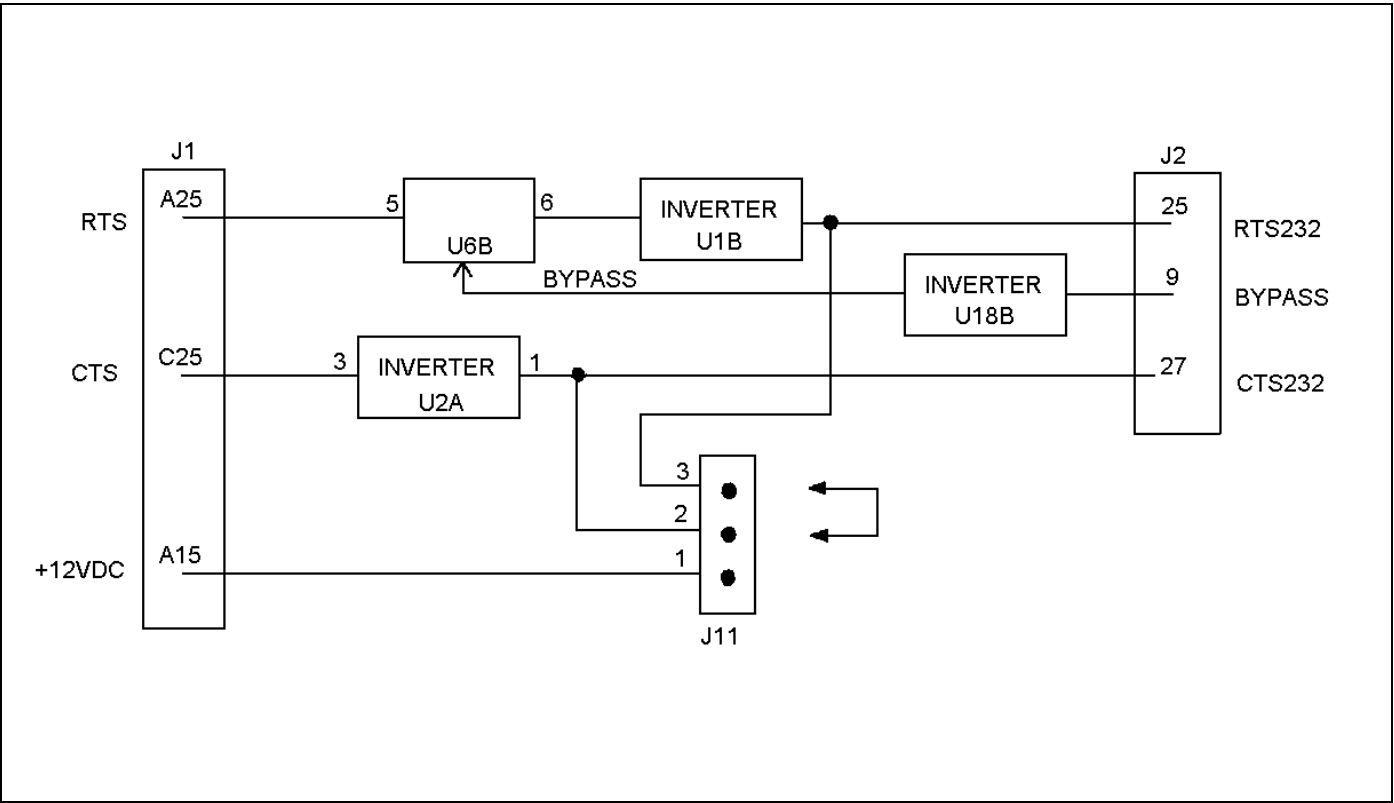 J1
J2
A25
RTS
5
6
U6B
INVERTER
U1B
25
RTS232
BYPASS
INVERTER
U18B
9
BYPASS
C25
CTS
3
INVERTER
U2A
1
27
CTS232
3
2
1
A15
+12VDC
J11